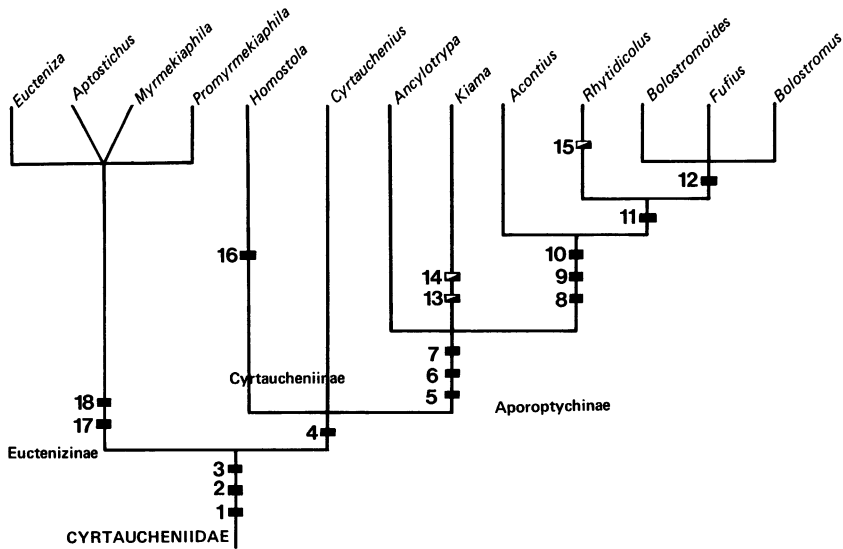 Eucteniza
Aptostichus
Myrmekiaphila
Promyrmekiaphila
Homostola
Cyrtauchenius
Ancylotrypa
Kiama
Acontius
Rhytidicolus
Bolostromoides
Fufius
Bolostromus
15
12
11
16
10
14
9
13
8
7
Cyrtaucheniinae
6
5
18
Aporoptychinae
17
4
Euctenizinae
3
2
1
CYRTAUCHENIIDAE